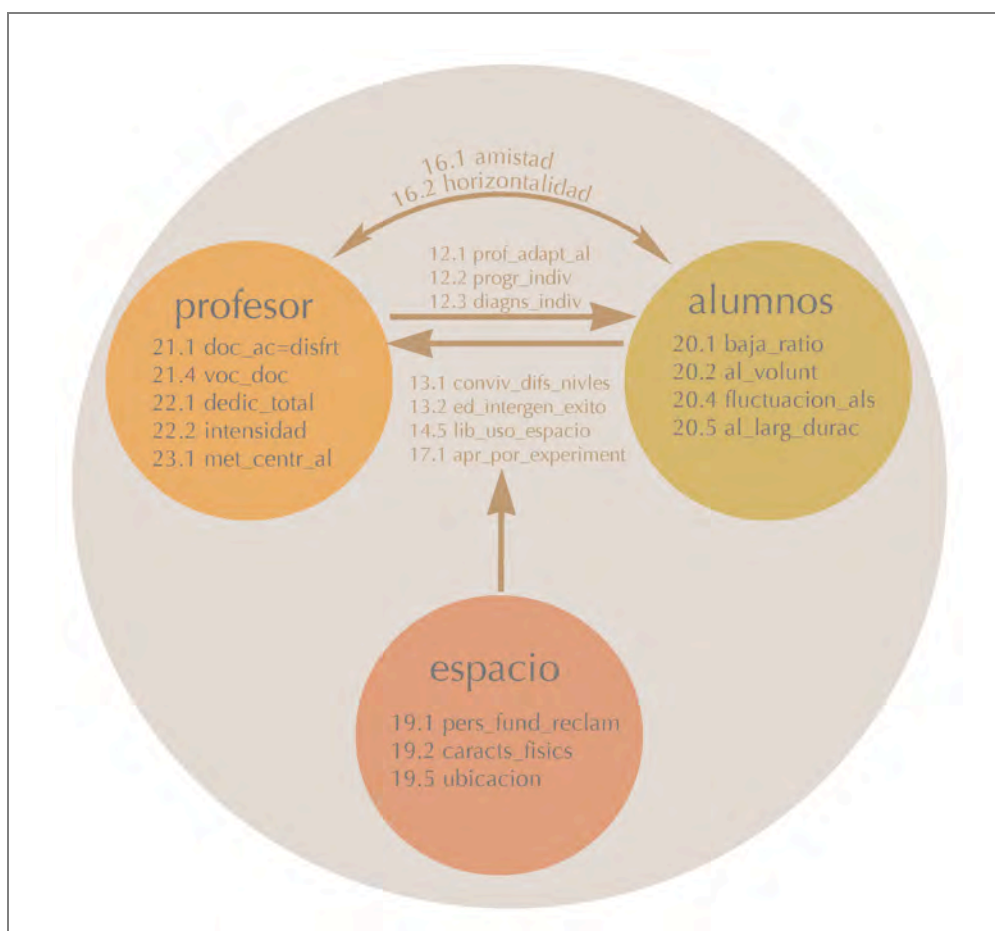 16.1 amistad
16.2 horizontalidad
12.1 prof_adapt_al
12.2 progr_indiv
12.3 diagns_indiv
profesor
21.1 doc_ac=disfrt
21.4 voc_doc
22.1 dedic_total
22.2 intensidad
23.1 met_centr_al
alumnos
20.1 baja_ratio
20.2 al_volunt
20.4 fluctuacion_als
20.5 al_larg_durac
13.1 conviv_difs_nivles
13.2 ed_intergen_exito
14.5 lib_uso_espacio
17.1 apr_por_experiment
espacio
19.1 pers_fund_reclam
19.2 caracts_fisics
19.5 ubicacion